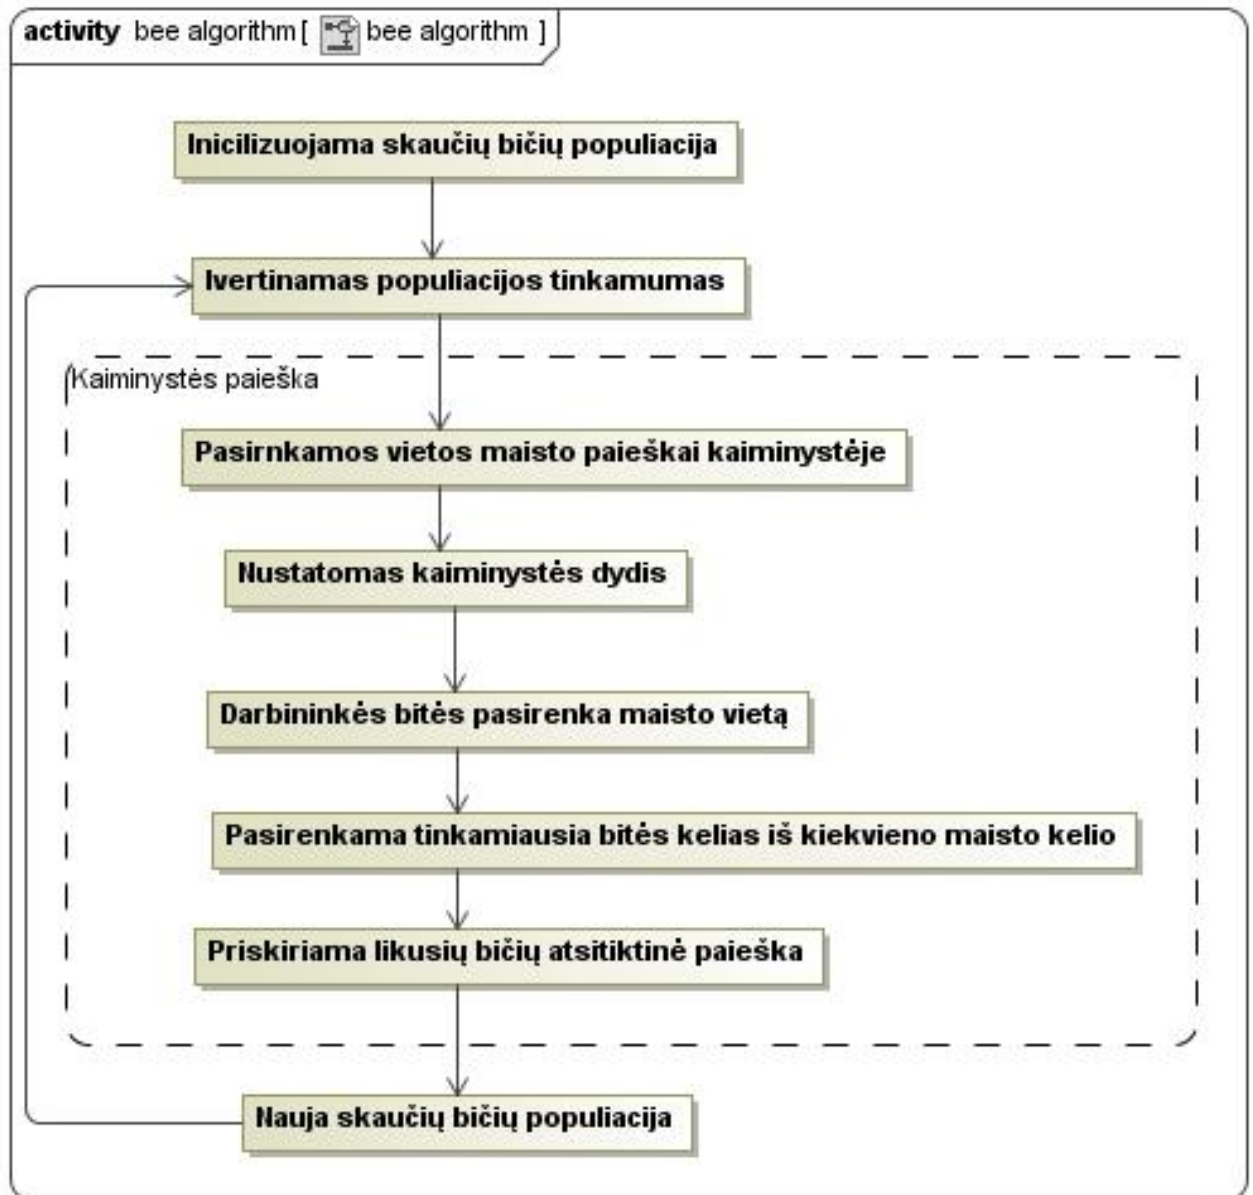 activity bee algorithm [ bee algorithm ]
Inicilizuojama skaučių bičių populiacija
Ivertinamas populiacijos tinkamumas
Kaiminystės paieška
Pasirnkamos vietos maisto paieškai kaiminystėje
Nustatomas kaiminystės dydis
Darbininkės bitės pasirenka maisto vietą
Pasirenkama tinkamiausia bitės kelias iš kiekvieno maisto kelio
Priskiriama likusių bičių atsitiktinė paieška
Nauja skaučių bičių populiacija